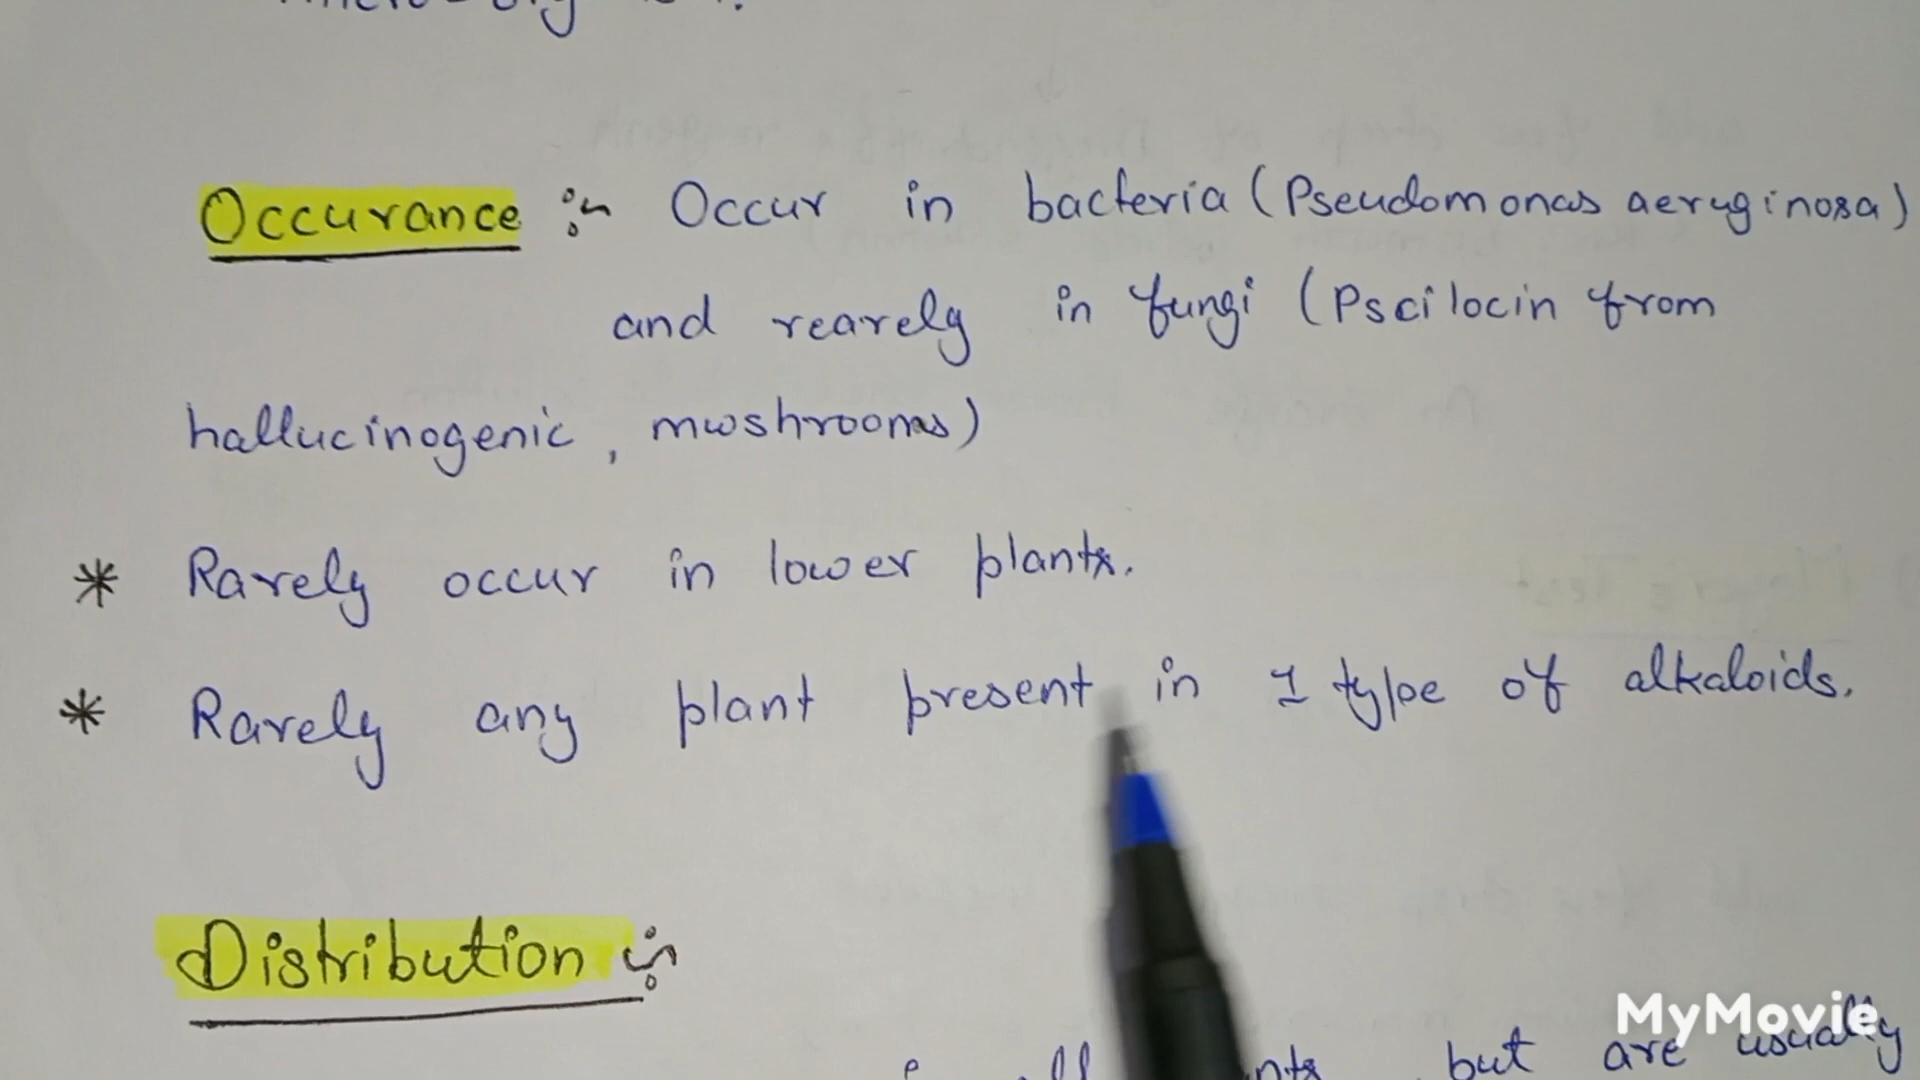 Occurance :- Occur in bacteria (Pseudomonas aeruginosa)
and rearely in fungi (Pscilocin from
hallucinogenic, mushrooms)
* Rarely occur in lower plants.
* Rarely any plant present in 1 type of alkaloids.
Distribution :-
but are usually
MyMovie